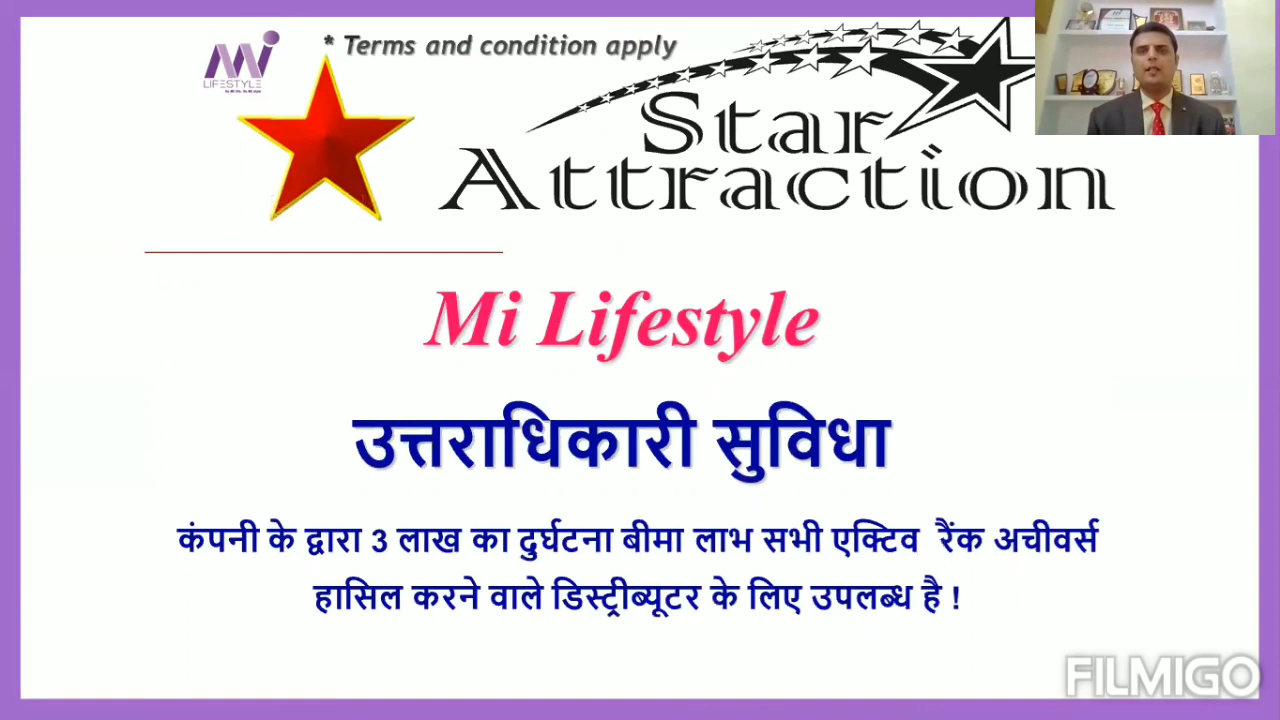 * Terms and condition apply
Mi
LIFESTYLE
Star
Attraction
Mi Lifestyle
उत्तराधिकारी सुविधा
कंपनी के द्वारा 3 लाख का दुर्घटना बीमा लाभ सभी एक्टिव रैंक अचीवर्स
हासिल करने वाले डिस्ट्रीब्यूटर के लिए उपलब्ध है !
FILMIGO